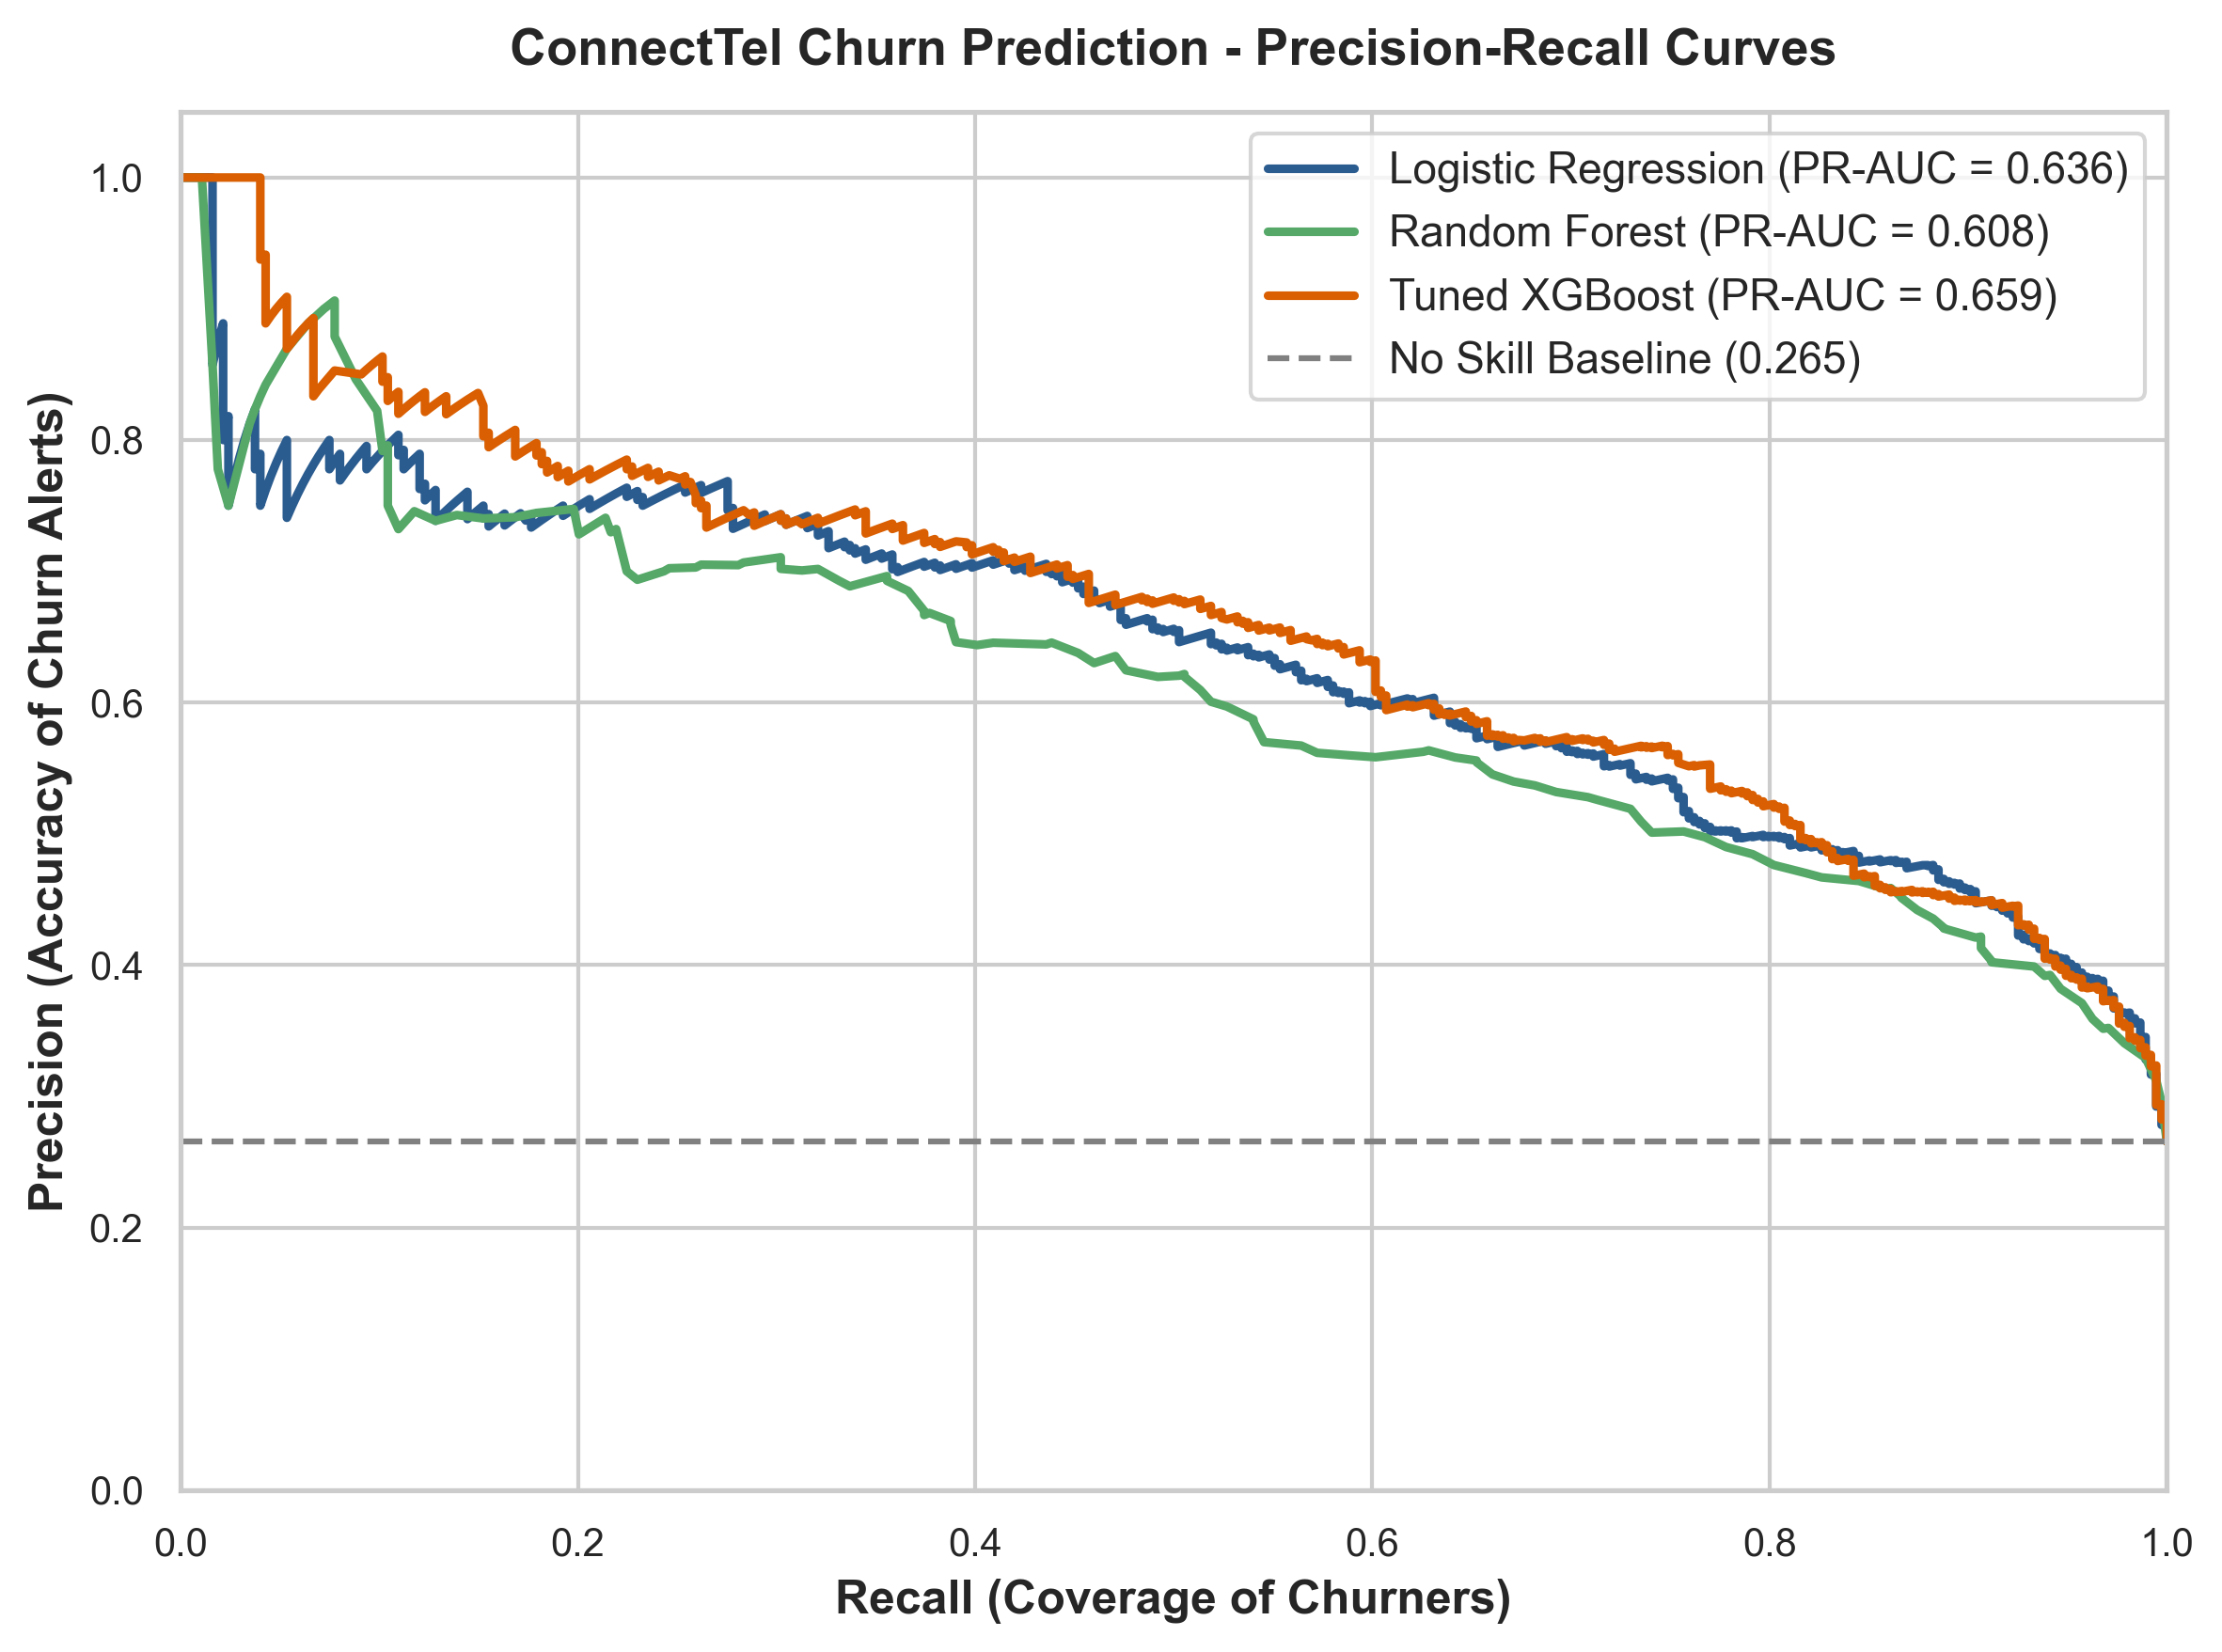 ConnectTel Churn Prediction - Precision-Recall Curves
Logistic Regression (PR-AUC = 0.636)
Random Forest (PR-AUC = 0.608)
Tuned XGBoost (PR-AUC = 0.659)
No Skill Baseline (0.265)
Precision (Accuracy of Churn Alerts)
1.0
0.8
0.6
0.4
0.2
0.0
0.0 0.2 0.4 0.6 0.8 1.0
Recall (Coverage of Churners)